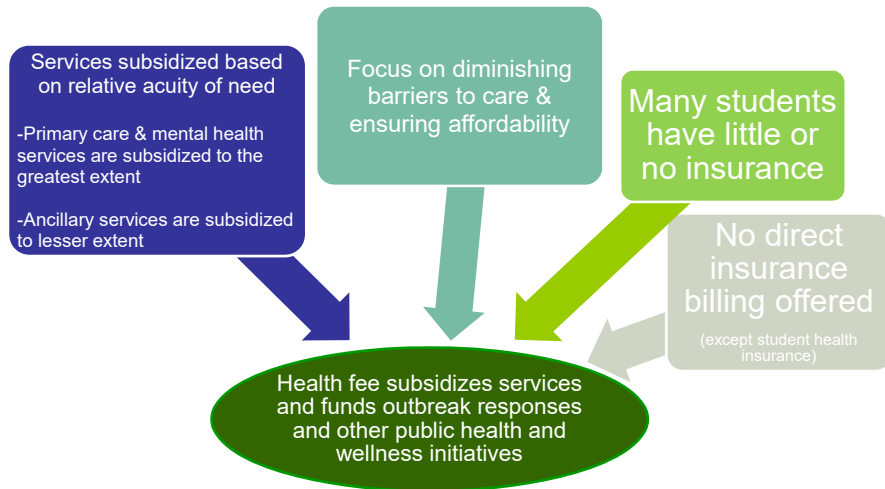 Services subsidized based
on relative acuity of need
-Primary care & mental health
services are subsidized to the
greatest extent
-Ancillary services are subsidized
to lesser extent
Focus on diminishing
barriers to care &
ensuring affordability
Many students
have little or
no insurance
No direct
insurance
billing offered
(except student health
insurance)
Health fee subsidizes services
and funds outbreak responses
and other public health and
wellness initiatives